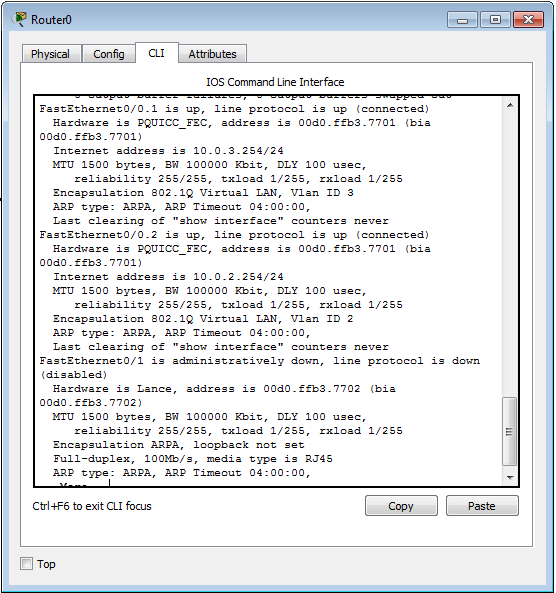 Router0
Physical
Config
CLI
Attributes
IOS Command Line Interface
FastEthernet0/0.1 is up, line protocol is up (connected)
Hardware is PQUICC_FEC, address is 00d0.ffb3.7701 (bia
00d0.ffb3.7701)
Internet address is 10.0.3.254/24
MTU 1500 bytes, BW 100000 Kbit, DLY 100 usec,
reliability 255/255, txload 1/255, rxload 1/255
Encapsulation 802.1Q Virtual LAN, Vlan ID 3
ARP type: ARPA, ARP Timeout 04:00:00,
Last clearing of "show interface" counters never
FastEthernet0/0.2 is up, line protocol is up (connected)
Hardware is PQUICC_FEC, address is 00d0.ffb3.7701 (bia
00d0.ffb3.7701)
Internet address is 10.0.2.254/24
MTU 1500 bytes, BW 100000 Kbit, DLY 100 usec,
reliability 255/255, txload 1/255, rxload 1/255
Encapsulation 802.1Q Virtual LAN, Vlan ID 2
ARP type: ARPA, ARP Timeout 04:00:00,
Last clearing of "show interface" counters never
FastEthernet0/1 is administratively down, line protocol is down
(disabled)
Hardware is Lance, address is 00d0.ffb3.7702 (bia
00d0.ffb3.7702)
MTU 1500 bytes, BW 100000 Kbit, DLY 100 usec,
reliability 255/255, txload 1/255, rxload 1/255
Encapsulation ARPA, loopback not set
Full-duplex, 100Mb/s, media type is RJ45
ARP type: ARPA, ARP Timeout 04:00:00,
Ctrl+F6 to exit CLI focus
Copy
Paste
Top